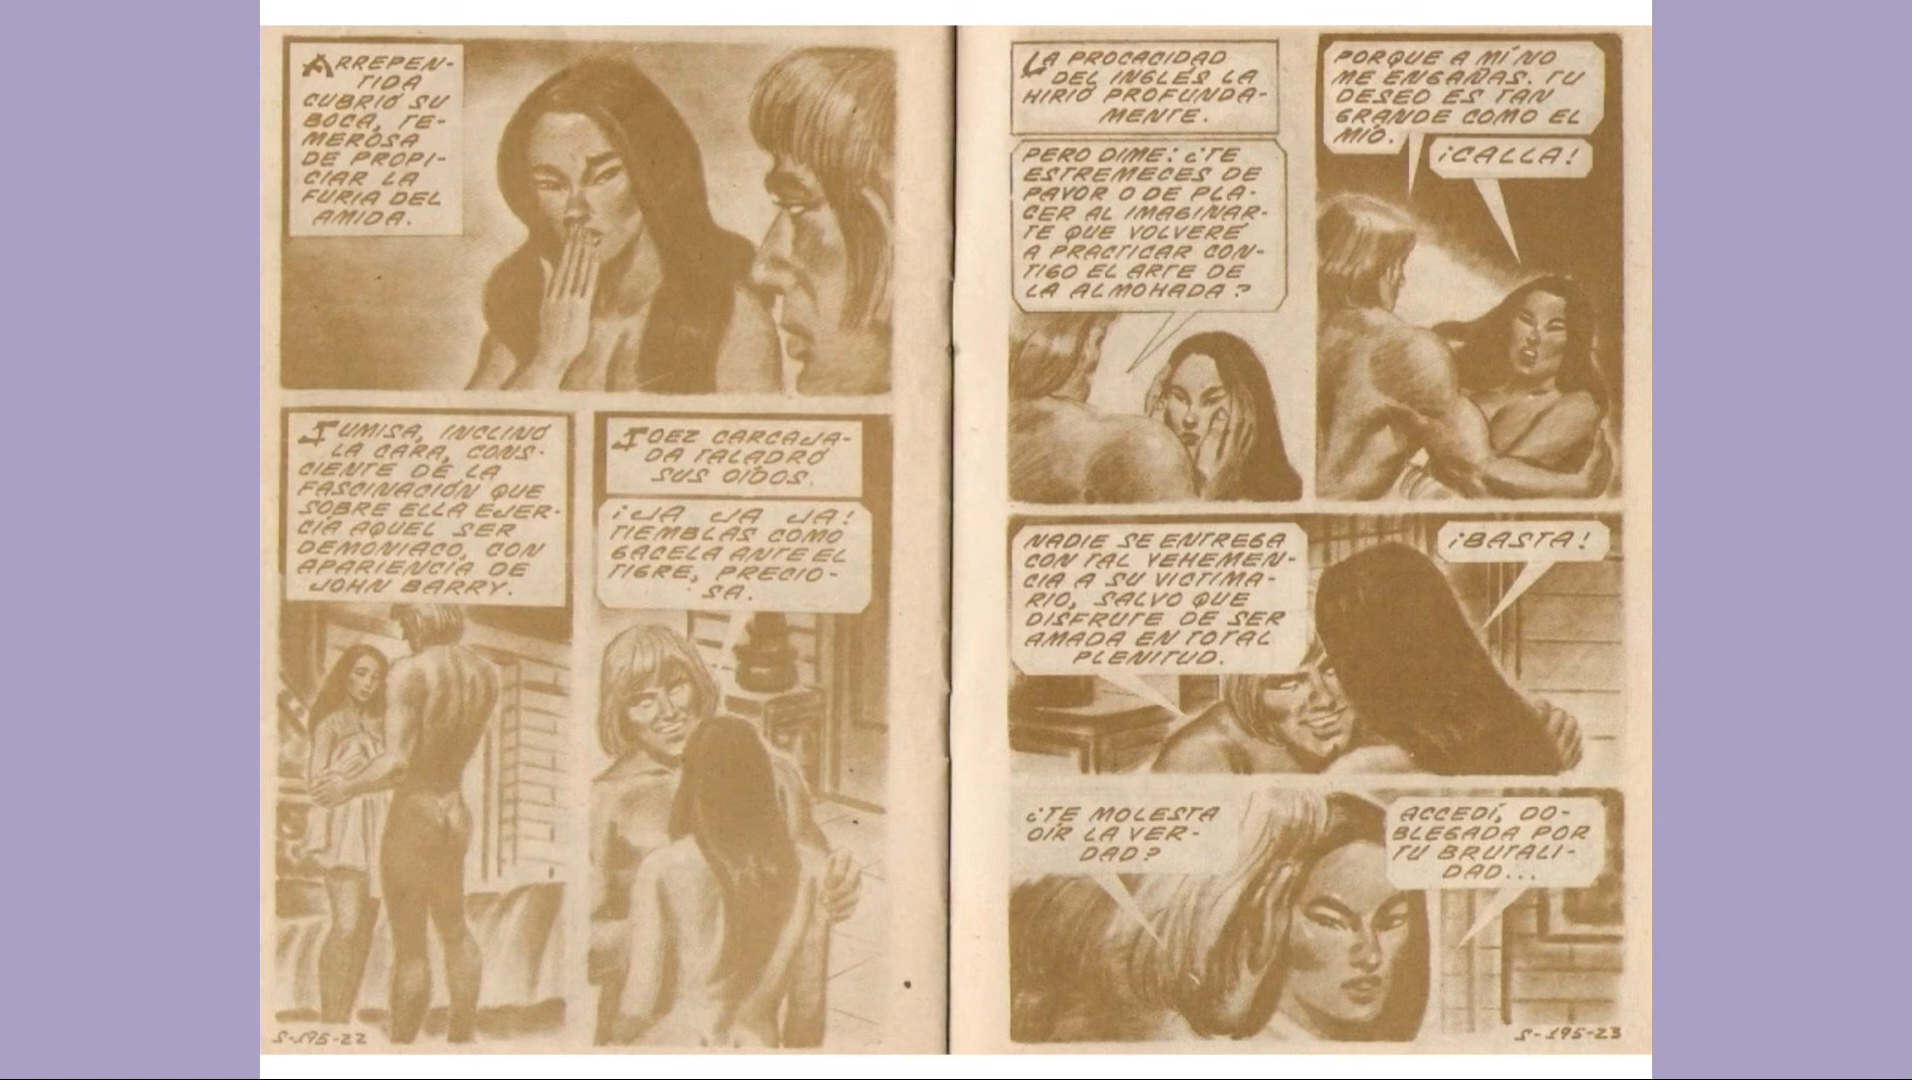 ARREPEN-
TIDA
CUBRIÓ SU
BOCA, TE-
MEROSA
DE PROPI-
CIAR LA
FURIA DEL
AMIDA.
SUMISA, INCLINÓ
LA CARA, CONS-
CIENTE DE LA
FASCINACIÓN QUE
SOBRE ELLA EJER-
CÍA AQUEL SER
DEMONIACO, CON
APARIENCIA DE
JOHN BARRY.
SOEZ CARCAJA-
DA TALADRÓ
SUS OÍDOS.
¡JA JA JA!
TIEMBLAS COMO
GACELA ANTE EL
TIGRE, PRECIO-
SA.
S-195-22
LA PROCACIDAD
DEL INGLÉS LA
HIRIÓ PROFUNDA-
MENTE.
PERO DIME: ¿TE
ESTREMECES DE
PAVOR O DE PLA-
CER AL IMAGINAR-
TE QUE VOLVERÉ
A PRACTICAR CON-
TIGO EL ARTE DE
LA ALMOHADA?
PORQUE A MÍ NO
ME ENGAÑAS. TU
DESEO ES TAN
GRANDE COMO EL
MÍO.
¡CALLA!
NADIE SE ENTREGA
CON TAL VEHEMEN-
CIA A SU VICTIMA-
RIO, SALVO QUE
DISFRUTE DE SER
AMADA EN TOTAL
PLENITUD.
¡BASTA!
¿TE MOLESTA
OÍR LA VER-
DAD?
ACCEDÍ, DO-
BLEGADA POR
TU BRUTALI-
DAD...
S-195-23